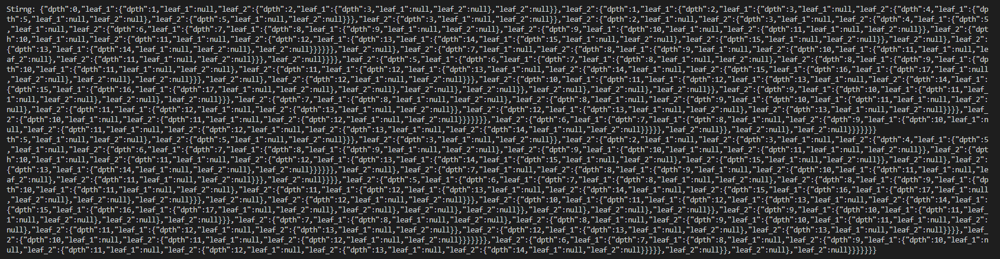 Stirng: {"dpth":0,"leaf_1":{"dpth":1,"leaf_1":null,"leaf_2":{"dpth":2,"leaf_1":{"dpth":3,"leaf_1":null,"leaf_2":null},"leaf_2":null}},"leaf_2":{"dpth":1,"leaf_1":{"dpth":2,"leaf_1":{"dpth":3,"leaf_1":null,"leaf_2":{"dpth":4,"leaf_1":{"dp
th":5,"leaf_1":null,"leaf_2":null},"leaf_2":{"dpth":5,"leaf_1":null,"leaf_2":null}}},"leaf_2":{"dpth":3,"leaf_1":null,"leaf_2":null}},"leaf_2":{"dpth":2,"leaf_1":null,"leaf_2":{"dpth":3,"leaf_1":null,"leaf_2":{"dpth":4,"leaf_1":{"dpth":5
,"leaf_1":null,"leaf_2":{"dpth":6,"leaf_1":{"dpth":7,"leaf_1":{"dpth":8,"leaf_1":{"dpth":9,"leaf_1":null,"leaf_2":null},"leaf_2":{"dpth":9,"leaf_1":{"dpth":10,"leaf_1":null,"leaf_2":{"dpth":11,"leaf_1":null,"leaf_2":null}},"leaf_2":{"dpt
h":10,"leaf_1":null,"leaf_2":{"dpth":11,"leaf_1":null,"leaf_2":{"dpth":12,"leaf_1":{"dpth":13,"leaf_1":{"dpth":14,"leaf_1":{"dpth":15,"leaf_1":null,"leaf_2":null},"leaf_2":{"dpth":15,"leaf_1":null,"leaf_2":null}},"leaf_2":null},"leaf_2":
{"dpth":13,"leaf_1":{"dpth":14,"leaf_1":null,"leaf_2":null},"leaf_2":null}}}}}},"leaf_2":null},"leaf_2":{"dpth":7,"leaf_1":null,"leaf_2":{"dpth":8,"leaf_1":{"dpth":9,"leaf_1":null,"leaf_2":{"dpth":10,"leaf_1":{"dpth":11,"leaf_1":null,"le
af_2":null},"leaf_2":{"dpth":11,"leaf_1":null,"leaf_2":null}}},"leaf_2":null}}}},"leaf_2":{"dpth":5,"leaf_1":{"dpth":6,"leaf_1":{"dpth":7,"leaf_1":{"dpth":8,"leaf_1":null,"leaf_2":null},"leaf_2":{"dpth":8,"leaf_1":{"dpth":9,"leaf_1":{"dp
th":10,"leaf_1":{"dpth":11,"leaf_1":null,"leaf_2":null},"leaf_2":{"dpth":11,"leaf_1":{"dpth":12,"leaf_1":{"dpth":13,"leaf_1":null,"leaf_2":{"dpth":14,"leaf_1":null,"leaf_2":{"dpth":15,"leaf_1":{"dpth":16,"leaf_1":{"dpth":17,"leaf_1":null
,"leaf_2":null},"leaf_2":null},"leaf_2":null}}},"leaf_2":null},"leaf_2":{"dpth":12,"leaf_1":null,"leaf_2":null}}},"leaf_2":{"dpth":10,"leaf_1":{"dpth":11,"leaf_1":{"dpth":12,"leaf_1":{"dpth":13,"leaf_1":null,"leaf_2":{"dpth":14,"leaf_1":
{"dpth":15,"leaf_1":{"dpth":16,"leaf_1":{"dpth":17,"leaf_1":null,"leaf_2":null},"leaf_2":null},"leaf_2":null},"leaf_2":null}},"leaf_2":null},"leaf_2":null},"leaf_2":null}},"leaf_2":{"dpth":9,"leaf_1":{"dpth":10,"leaf_1":{"dpth":11,"leaf_
1":null,"leaf_2":null},"leaf_2":null},"leaf_2":null}}},"leaf_2":{"dpth":7,"leaf_1":{"dpth":8,"leaf_1":null,"leaf_2":null},"leaf_2":{"dpth":8,"leaf_1":null,"leaf_2":{"dpth":9,"leaf_1":{"dpth":10,"leaf_1":{"dpth":11,"leaf_1":null,"leaf_2":
null},"leaf_2":{"dpth":11,"leaf_1":{"dpth":12,"leaf_1":null,"leaf_2":{"dpth":13,"leaf_1":null,"leaf_2":null}},"leaf_2":{"dpth":12,"leaf_1":{"dpth":13,"leaf_1":null,"leaf_2":null},"leaf_2":{"dpth":13,"leaf_1":null,"leaf_2":null}}}},"leaf_
2":{"dpth":10,"leaf_1":null,"leaf_2":{"dpth":11,"leaf_1":null,"leaf_2":{"dpth":12,"leaf_1":null,"leaf_2":null}}}}}}},"leaf_2":{"dpth":6,"leaf_1":{"dpth":7,"leaf_1":{"dpth":8,"leaf_1":null,"leaf_2":{"dpth":9,"leaf_1":{"dpth":10,"leaf_1":n
ull,"leaf_2":{"dpth":11,"leaf_1":null,"leaf_2":{"dpth":12,"leaf_1":null,"leaf_2":{"dpth":13,"leaf_1":null,"leaf_2":{"dpth":14,"leaf_1":null,"leaf_2":null}}}}},"leaf_2":null}},"leaf_2":null},"leaf_2":null}}}}}}}
th":5,"leaf_1":null,"leaf_2":null},"leaf_2":{"dpth":5,"leaf_1":null,"leaf_2":null}}},"leaf_2":{"dpth":3,"leaf_1":null,"leaf_2":null}},"leaf_2":{"dpth":2,"leaf_1":null,"leaf_2":{"dpth":3,"leaf_1":null,"leaf_2":{"dpth":4,"leaf_1":{"dpth":5
,"leaf_1":null,"leaf_2":{"dpth":6,"leaf_1":{"dpth":7,"leaf_1":{"dpth":8,"leaf_1":{"dpth":9,"leaf_1":null,"leaf_2":null},"leaf_2":{"dpth":9,"leaf_1":{"dpth":10,"leaf_1":null,"leaf_2":{"dpth":11,"leaf_1":null,"leaf_2":null}},"leaf_2":{"dpt
h":10,"leaf_1":null,"leaf_2":{"dpth":11,"leaf_1":null,"leaf_2":{"dpth":12,"leaf_1":{"dpth":13,"leaf_1":{"dpth":14,"leaf_1":{"dpth":15,"leaf_1":null,"leaf_2":null},"leaf_2":{"dpth":15,"leaf_1":null,"leaf_2":null}},"leaf_2":null},"leaf_2":
{"dpth":13,"leaf_1":{"dpth":14,"leaf_1":null,"leaf_2":null},"leaf_2":null}}}}}},"leaf_2":null},"leaf_2":{"dpth":7,"leaf_1":null,"leaf_2":{"dpth":8,"leaf_1":{"dpth":9,"leaf_1":null,"leaf_2":{"dpth":10,"leaf_1":{"dpth":11,"leaf_1":null,"le
af_2":null},"leaf_2":{"dpth":11,"leaf_1":null,"leaf_2":null}}},"leaf_2":null}}}},"leaf_2":{"dpth":5,"leaf_1":{"dpth":6,"leaf_1":{"dpth":7,"leaf_1":{"dpth":8,"leaf_1":null,"leaf_2":null},"leaf_2":{"dpth":8,"leaf_1":{"dpth":9,"leaf_1":{"dp
th":10,"leaf_1":{"dpth":11,"leaf_1":null,"leaf_2":null},"leaf_2":{"dpth":11,"leaf_1":{"dpth":12,"leaf_1":{"dpth":13,"leaf_1":null,"leaf_2":{"dpth":14,"leaf_1":null,"leaf_2":{"dpth":15,"leaf_1":{"dpth":16,"leaf_1":{"dpth":17,"leaf_1":null
,"leaf_2":null},"leaf_2":null},"leaf_2":null}}},"leaf_2":null},"leaf_2":{"dpth":12,"leaf_1":null,"leaf_2":null}}},"leaf_2":{"dpth":10,"leaf_1":{"dpth":11,"leaf_1":{"dpth":12,"leaf_1":{"dpth":13,"leaf_1":null,"leaf_2":{"dpth":14,"leaf_1":
{"dpth":15,"leaf_1":{"dpth":16,"leaf_1":{"dpth":17,"leaf_1":null,"leaf_2":null},"leaf_2":null},"leaf_2":null},"leaf_2":null}},"leaf_2":null},"leaf_2":null},"leaf_2":null}},"leaf_2":{"dpth":9,"leaf_1":{"dpth":10,"leaf_1":{"dpth":11,"leaf_
1":null,"leaf_2":null},"leaf_2":null},"leaf_2":null}}},"leaf_2":{"dpth":7,"leaf_1":{"dpth":8,"leaf_1":null,"leaf_2":null},"leaf_2":{"dpth":8,"leaf_1":null,"leaf_2":{"dpth":9,"leaf_1":{"dpth":10,"leaf_1":{"dpth":11,"leaf_1":null,"leaf_2":
null},"leaf_2":{"dpth":11,"leaf_1":{"dpth":12,"leaf_1":null,"leaf_2":{"dpth":13,"leaf_1":null,"leaf_2":null}},"leaf_2":{"dpth":12,"leaf_1":{"dpth":13,"leaf_1":null,"leaf_2":null},"leaf_2":{"dpth":13,"leaf_1":null,"leaf_2":null}}}},"leaf_
2":{"dpth":10,"leaf_1":null,"leaf_2":{"dpth":11,"leaf_1":null,"leaf_2":{"dpth":12,"leaf_1":null,"leaf_2":null}}}}}}},"leaf_2":{"dpth":6,"leaf_1":{"dpth":7,"leaf_1":{"dpth":8,"leaf_1":null,"leaf_2":{"dpth":9,"leaf_1":{"dpth":10,"leaf_1":n
ull,"leaf_2":{"dpth":11,"leaf_1":null,"leaf_2":{"dpth":12,"leaf_1":null,"leaf_2":{"dpth":13,"leaf_1":null,"leaf_2":{"dpth":14,"leaf_1":null,"leaf_2":null}}}}},"leaf_2":null}},"leaf_2":null},"leaf_2":null}}}}}}}